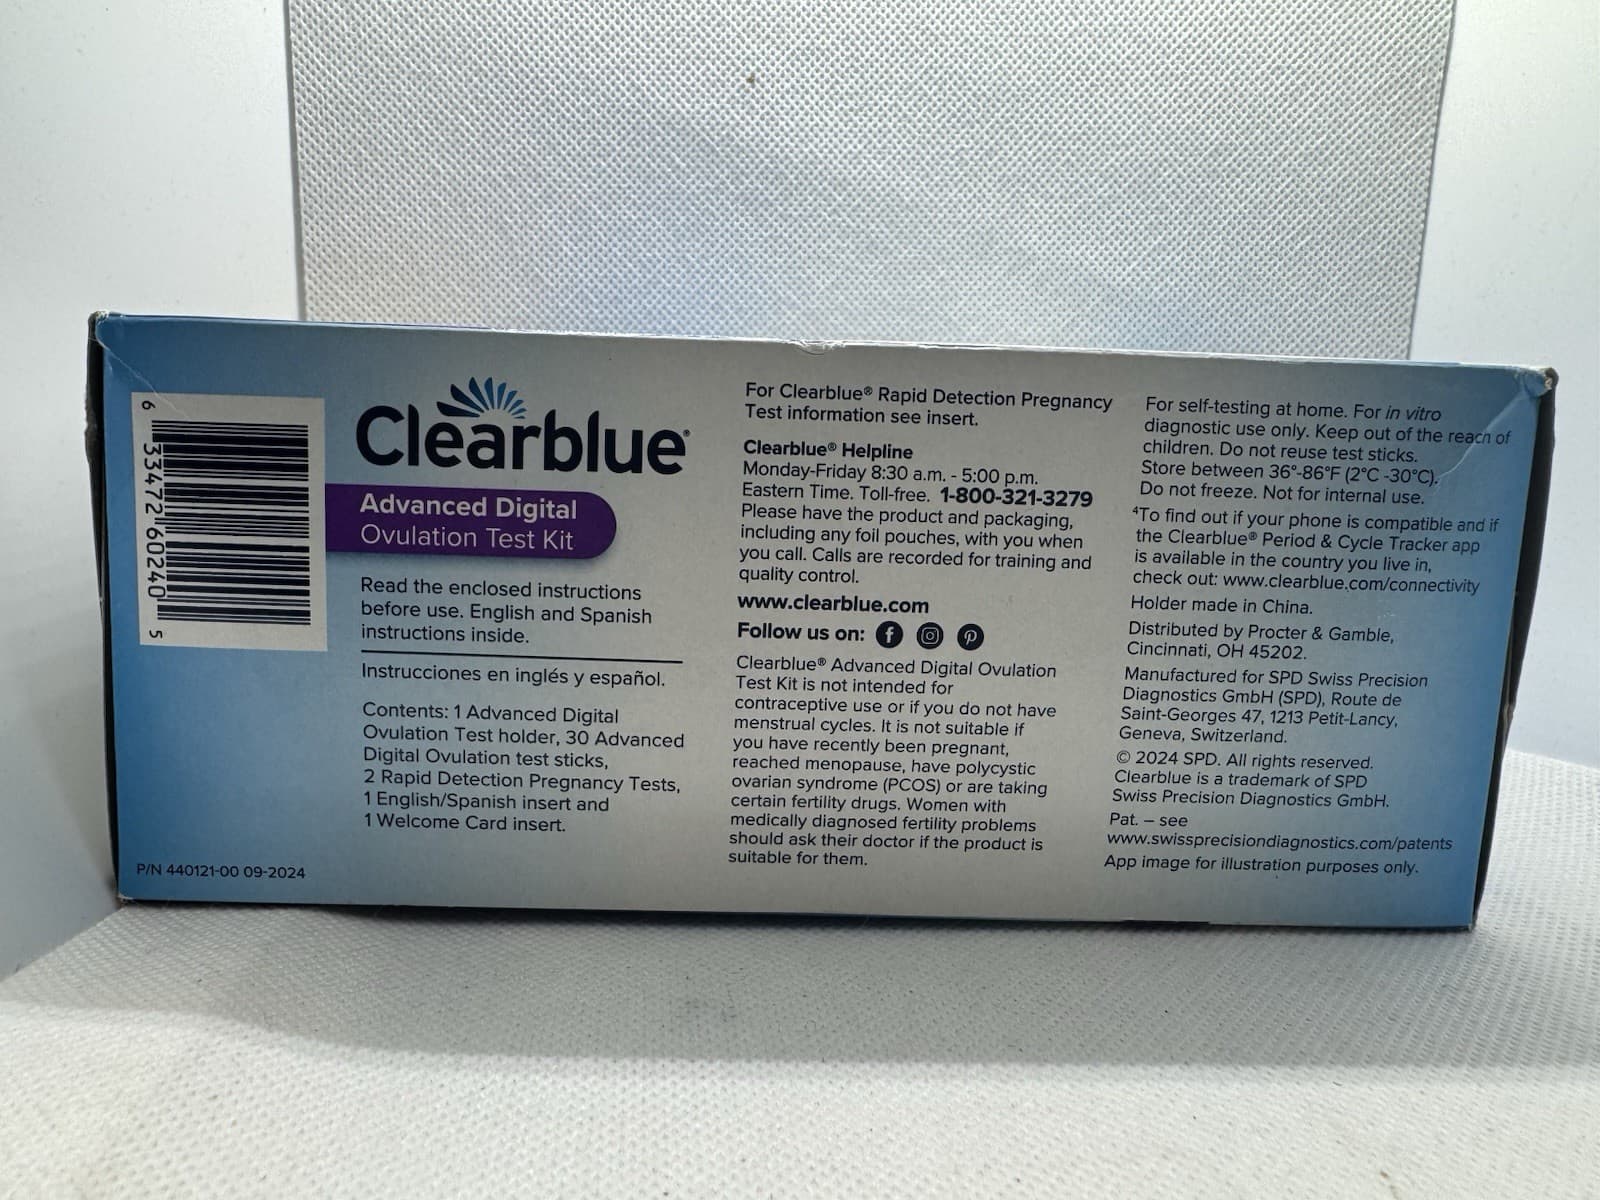 6 33472 60240 5
Clearblue®
Advanced Digital
Ovulation Test Kit
Read the enclosed instructions
before use. English and Spanish
instructions inside.
Instrucciones en inglés y español.
Contents: 1 Advanced Digital
Ovulation Test holder, 30 Advanced
Digital Ovulation test sticks,
2 Rapid Detection Pregnancy Tests,
1 English/Spanish insert and
1 Welcome Card insert.
P/N 440121-00 09-2024
For Clearblue® Rapid Detection Pregnancy
Test information see insert.
Clearblue® Helpline
Monday-Friday 8:30 a.m. - 5:00 p.m.
Eastern Time. Toll-free. 1-800-321-3279
Please have the product and packaging,
including any foil pouches, with you when
you call. Calls are recorded for training and
quality control.
www.clearblue.com
Follow us on:
Clearblue® Advanced Digital Ovulation
Test Kit is not intended for
contraceptive use or if you do not have
menstrual cycles. It is not suitable if
you have recently been pregnant,
reached menopause, have polycystic
ovarian syndrome (PCOS) or are taking
certain fertility drugs. Women with
medically diagnosed fertility problems
should ask their doctor if the product is
suitable for them.
For self-testing at home. For in vitro
diagnostic use only. Keep out of the reach of
children. Do not reuse test sticks.
Store between 36°-86°F (2°C -30°C).
Do not freeze. Not for internal use.
⁴To find out if your phone is compatible and if
the Clearblue® Period & Cycle Tracker app
is available in the country you live in,
check out: www.clearblue.com/connectivity
Holder made in China.
Distributed by Procter & Gamble,
Cincinnati, OH 45202.
Manufactured for SPD Swiss Precision
Diagnostics GmbH (SPD), Route de
Saint-Georges 47, 1213 Petit-Lancy,
Geneva, Switzerland.
© 2024 SPD. All rights reserved.
Clearblue is a trademark of SPD
Swiss Precision Diagnostics GmbH.
Pat. – see
www.swissprecisiondiagnostics.com/patents
App image for illustration purposes only.